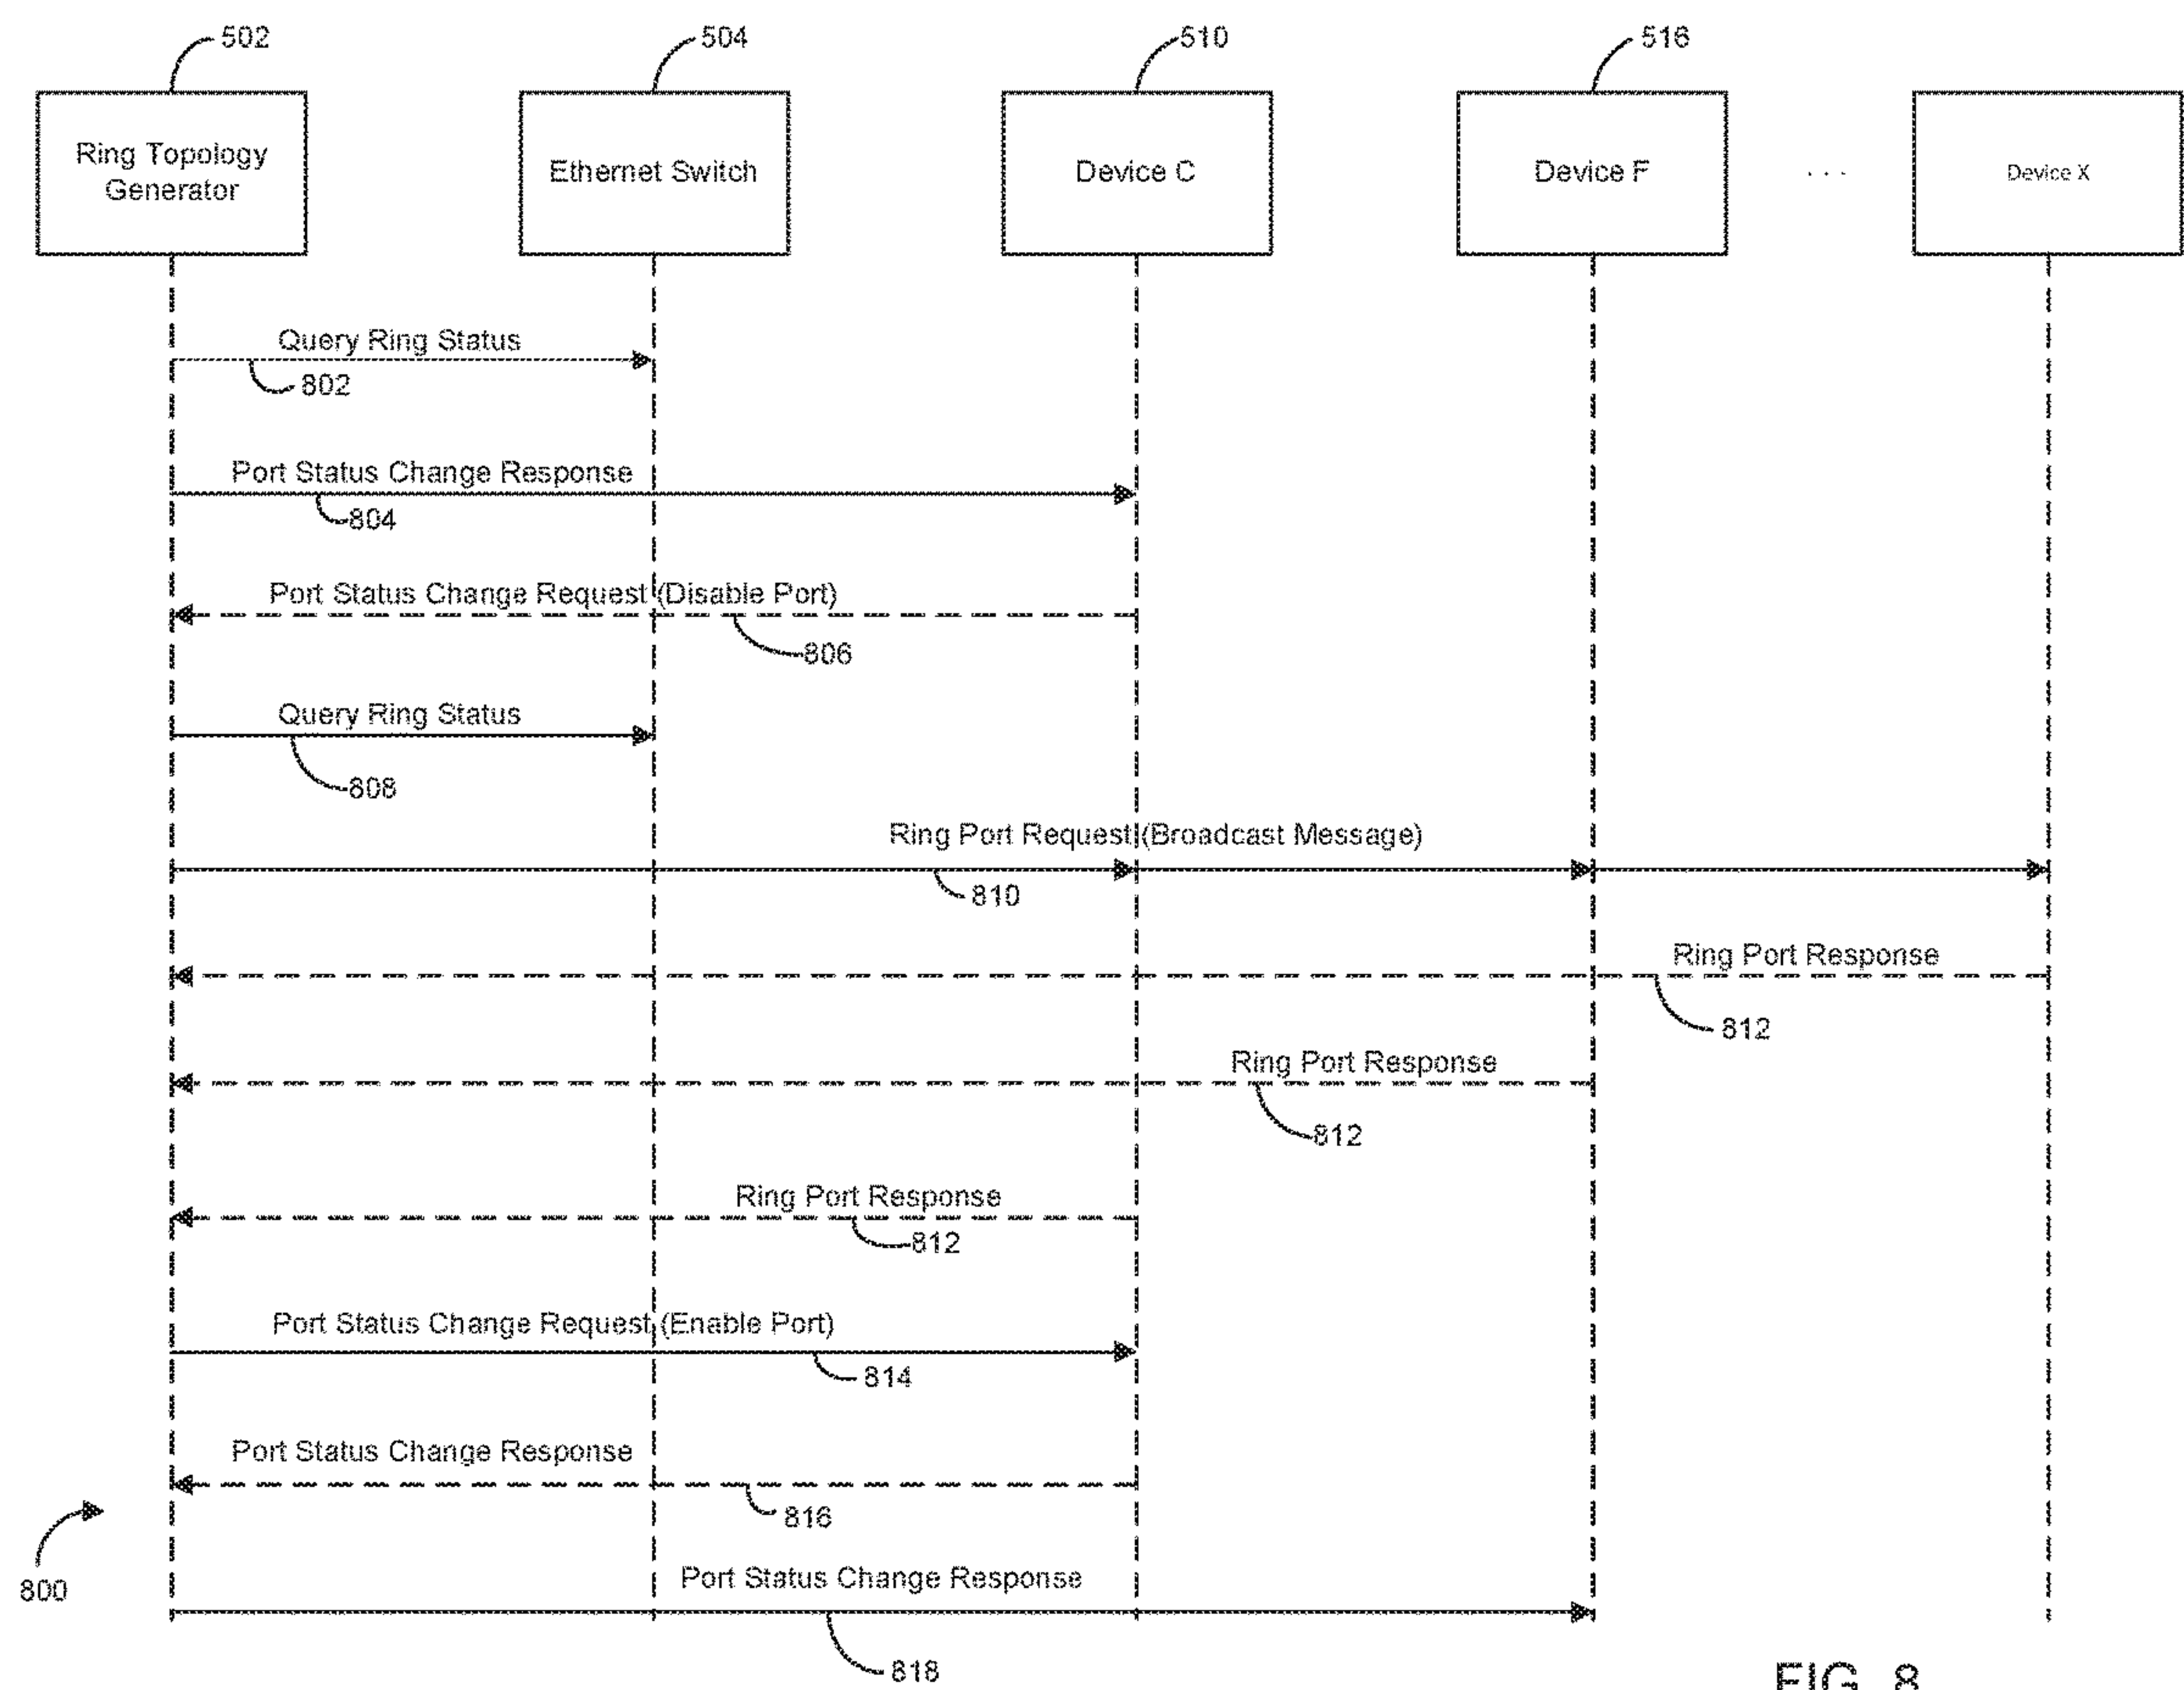 502
504
510
516
Ring Topology
Generator
Ethernet Switch
Device C
Device F
. . .
Device X
Query Ring Status
802
Port Status Change Response
804
Port Status Change Request (Disable Port)
806
Query Ring Status
808
Ring Port Request (Broadcast Message)
810
Ring Port Response
812
Ring Port Response
812
Ring Port Response
812
Port Status Change Request (Enable Port)
814
Port Status Change Response
816
800
Port Status Change Response
818
FIG. 8